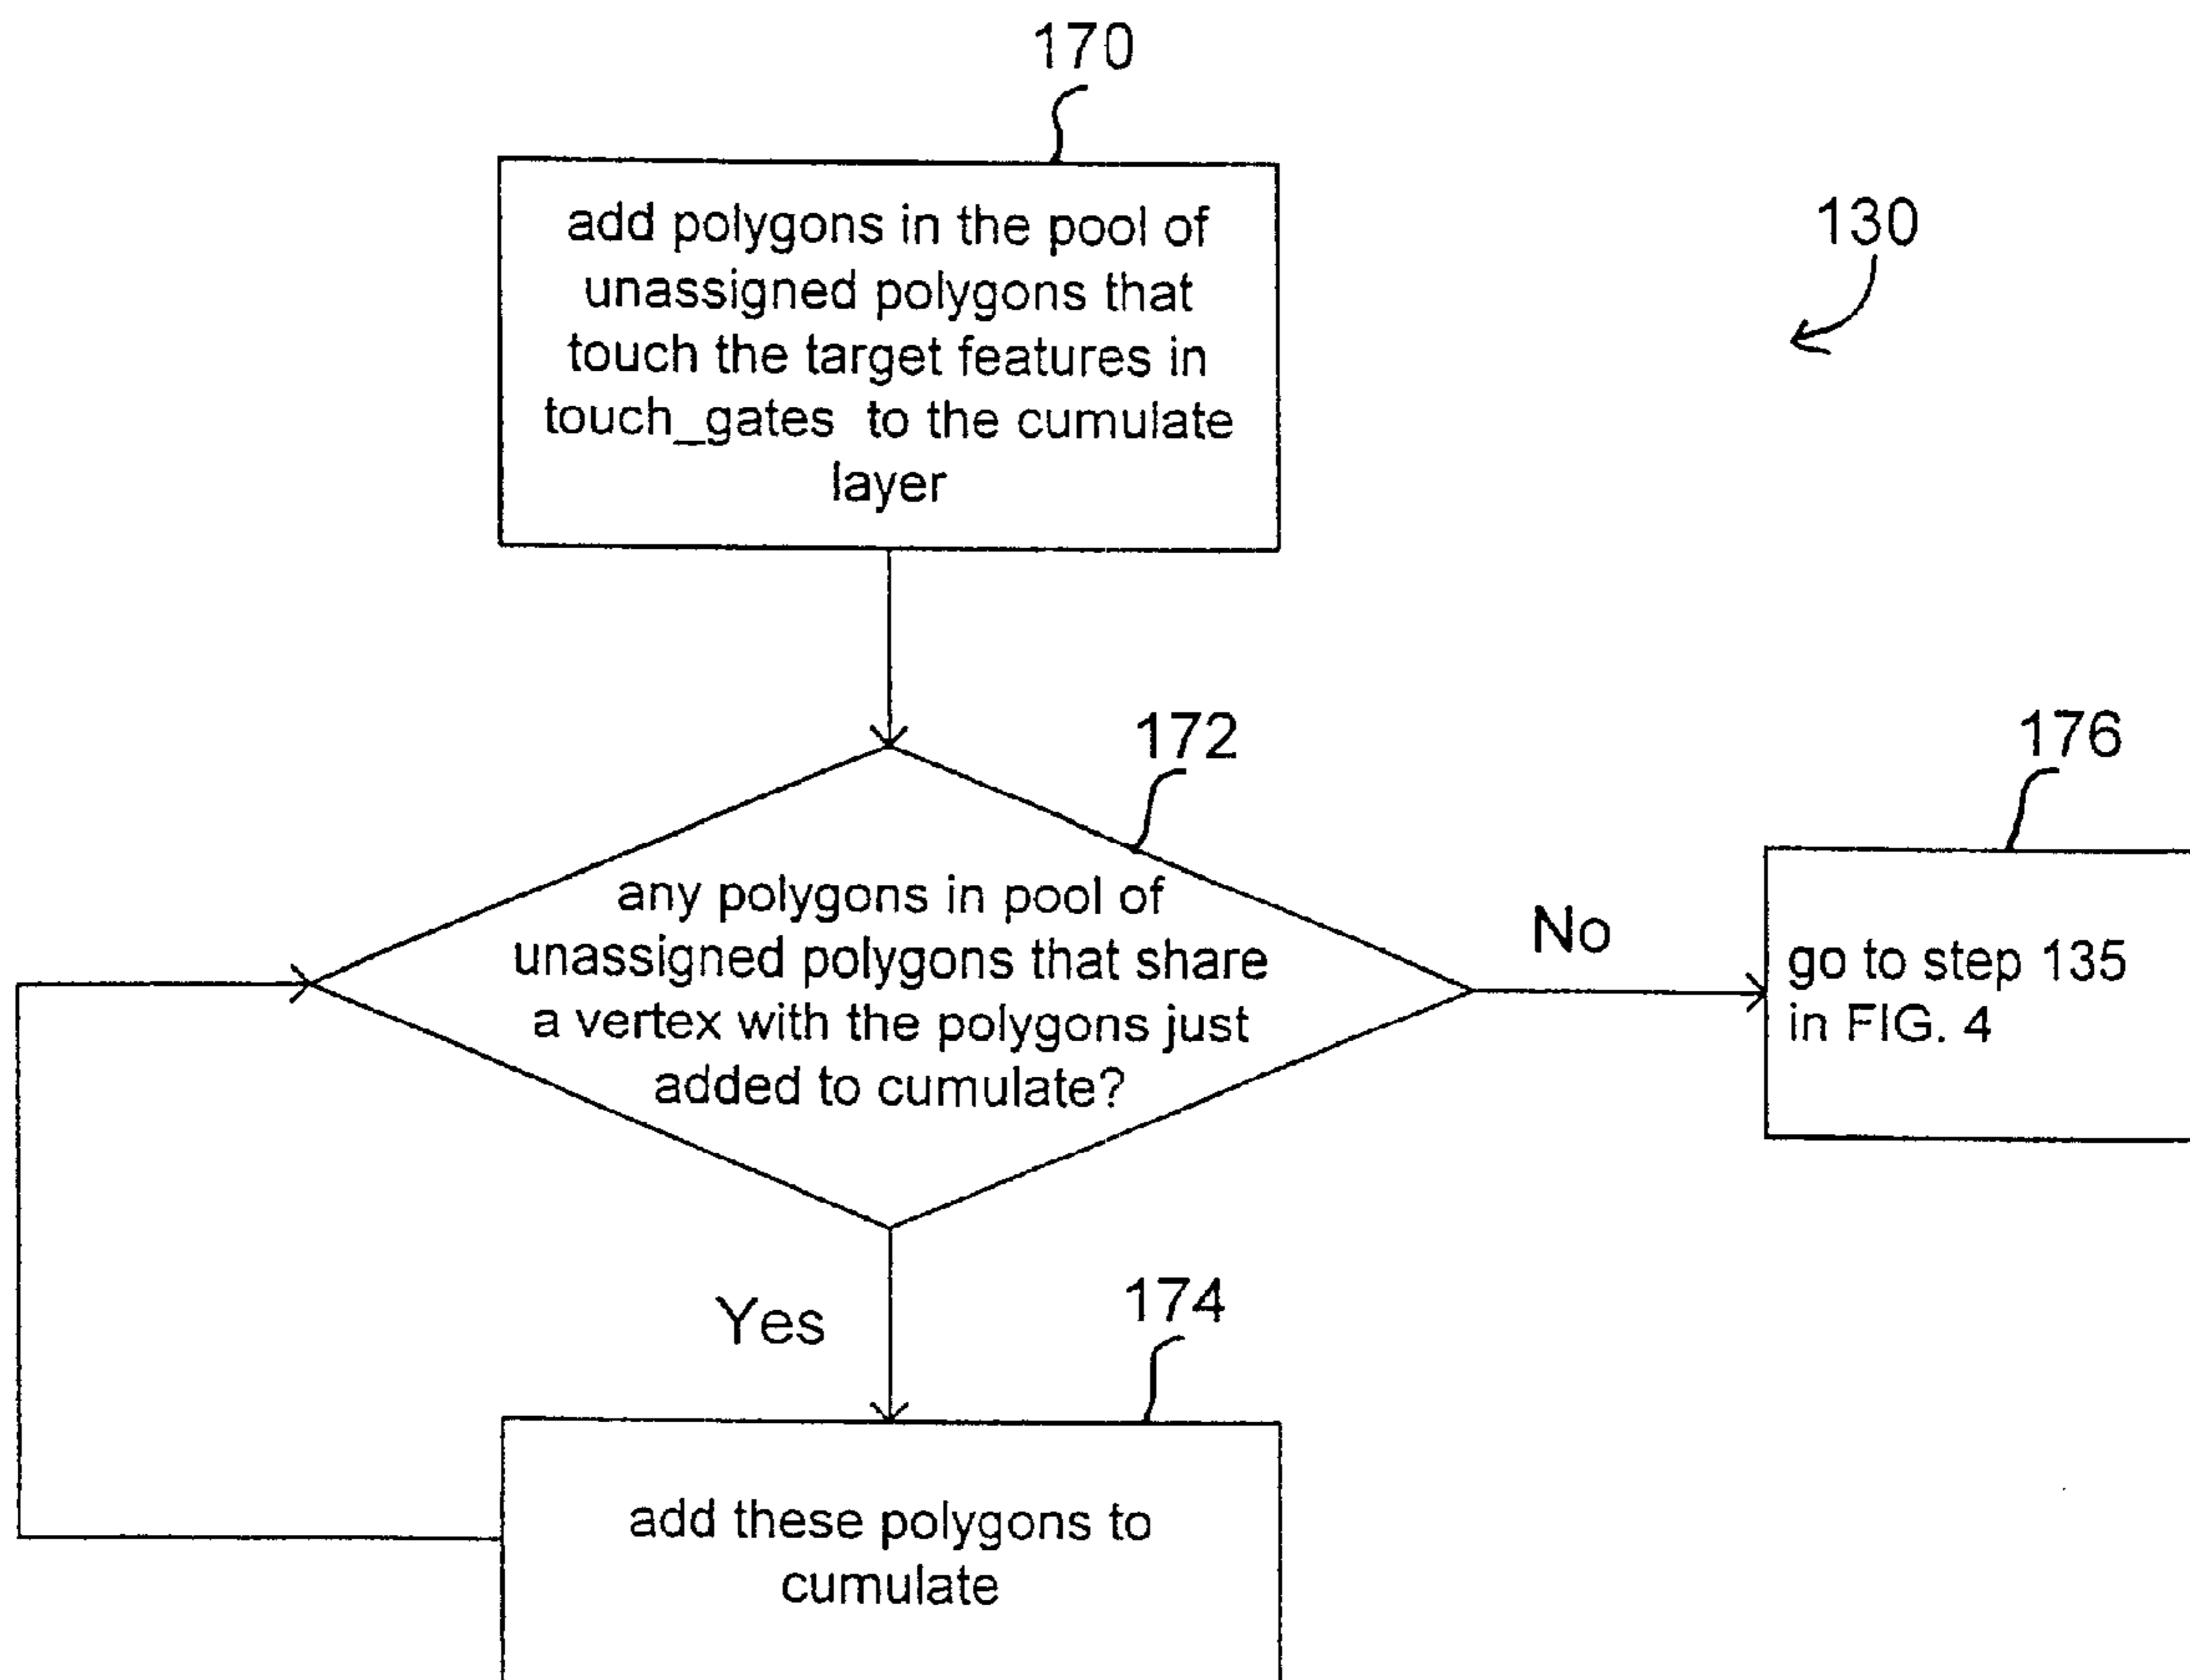 170
add polygons in the pool of
unassigned polygons that
touch the target features in
touch_gates to the cumulate
layer
130
172
any polygons in pool of
unassigned polygons that share
a vertex with the polygons just
added to cumulate?
No
176
go to step 135
in FIG. 4
Yes
174
add these polygons to
cumulate